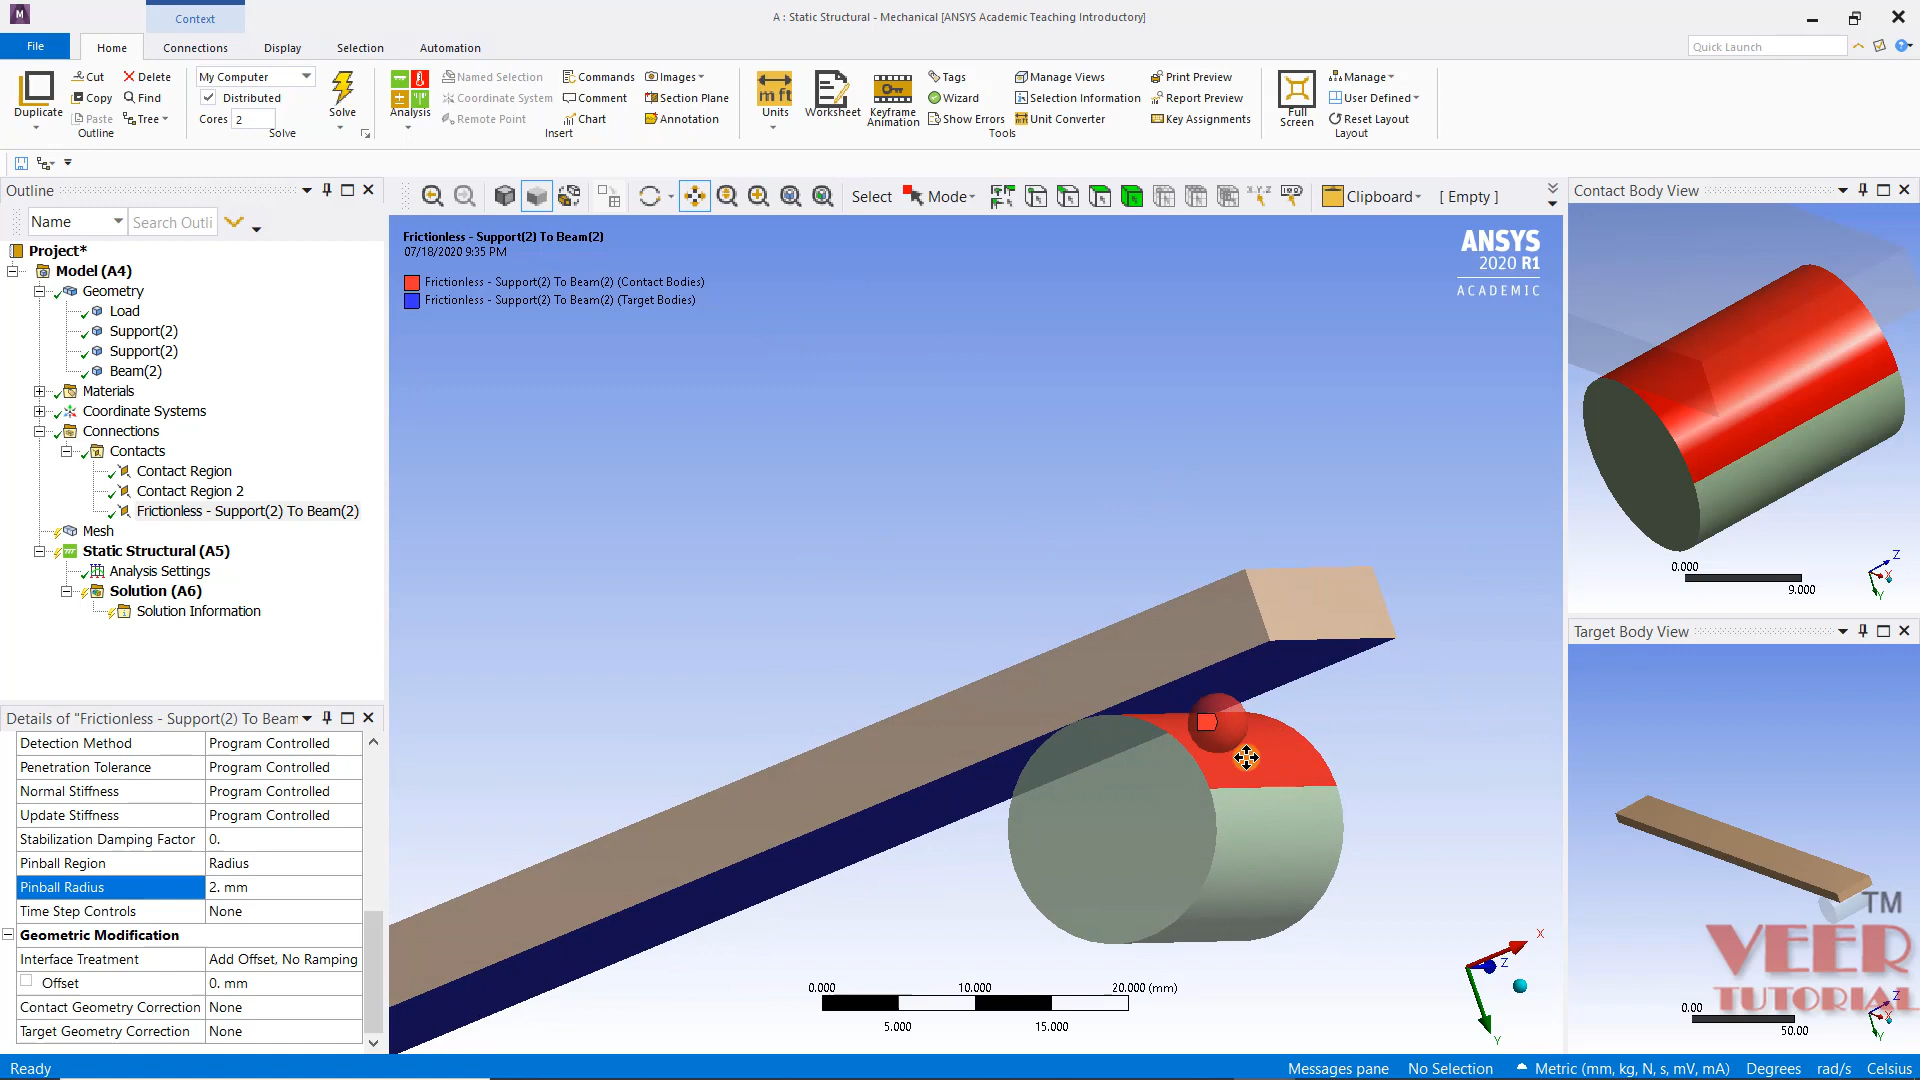 Context
A : Static Structural - Mechanical [ANSYS Academic Teaching Introductory]
File
Home
Connections
Display
Selection
Automation
Quick Launch
Duplicate
Cut
Delete
Copy
Find
Paste
Tree
Outline
My Computer
Distributed
Cores 2
Solve
Solve
Analysis
Named Selection
Commands
Images
Coordinate System
Comment
Section Plane
Remote Point
Chart
Annotation
Insert
m ft
Units
Worksheet
Keyframe
Animation
Tags
Wizard
Show Errors
Manage Views
Selection Information
Unit Converter
Print Preview
Report Preview
Key Assignments
Tools
Full
Screen
Manage
User Defined
Reset Layout
Layout
Outline
Name
Search Outli
Project*
Model (A4)
Geometry
Load
Support(2)
Support(2)
Beam(2)
Materials
Coordinate Systems
Connections
Contacts
Contact Region
Contact Region 2
Frictionless - Support(2) To Beam(2)
Mesh
Static Structural (A5)
Analysis Settings
Solution (A6)
Solution Information
Select
Mode
Clipboard
[ Empty ]
Frictionless - Support(2) To Beam(2)
07/18/2020 9:35 PM
Frictionless - Support(2) To Beam(2) (Contact Bodies)
Frictionless - Support(2) To Beam(2) (Target Bodies)
ANSYS
2020 R1
ACADEMIC
0.000
10.000
20.000 (mm)
5.000
15.000
X
Z
Y
Contact Body View
0.000
9.000
Z
X
Y
Target Body View
TM
VEER
TUTORIAL
0.00
50.00
Z
X
Y
Details of "Frictionless - Support(2) To Beam
Detection Method Program Controlled
Penetration Tolerance Program Controlled
Normal Stiffness Program Controlled
Update Stiffness Program Controlled
Stabilization Damping Factor 0.
Pinball Region Radius
Pinball Radius 2. mm
Time Step Controls None
Geometric Modification
Interface Treatment Add Offset, No Ramping
Offset 0. mm
Contact Geometry Correction None
Target Geometry Correction None
Ready
Messages pane
No Selection
Metric (mm, kg, N, s, mV, mA)
Degrees
rad/s
Celsius